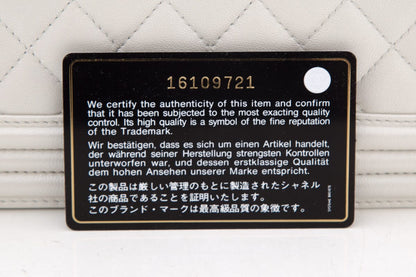 16109721
We certify the authenticity of this item and confirm
that it has been subjected to the most exacting quality
control. Its high quality is a symbol of the fine reputation
of the Trademark.
Wir bestätigen, dass es sich um einen Artikel handelt,
der während seiner Herstellung strengsten Kontrollen
unterworfen war, und dessen erstklassige Qualität
dem hohen Ansehen unserer Marke entspricht.
この製品は厳しい管理のもとに製造されたシャネル
社の商品であることを証明いたします。
このブランド・マークは最高級品質の象徴です。